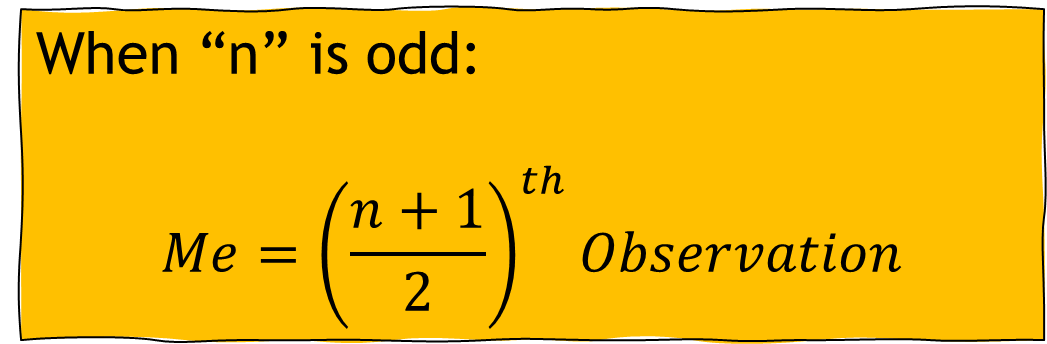 When “n” is odd:
Me = ((n + 1)/2)^th Observation